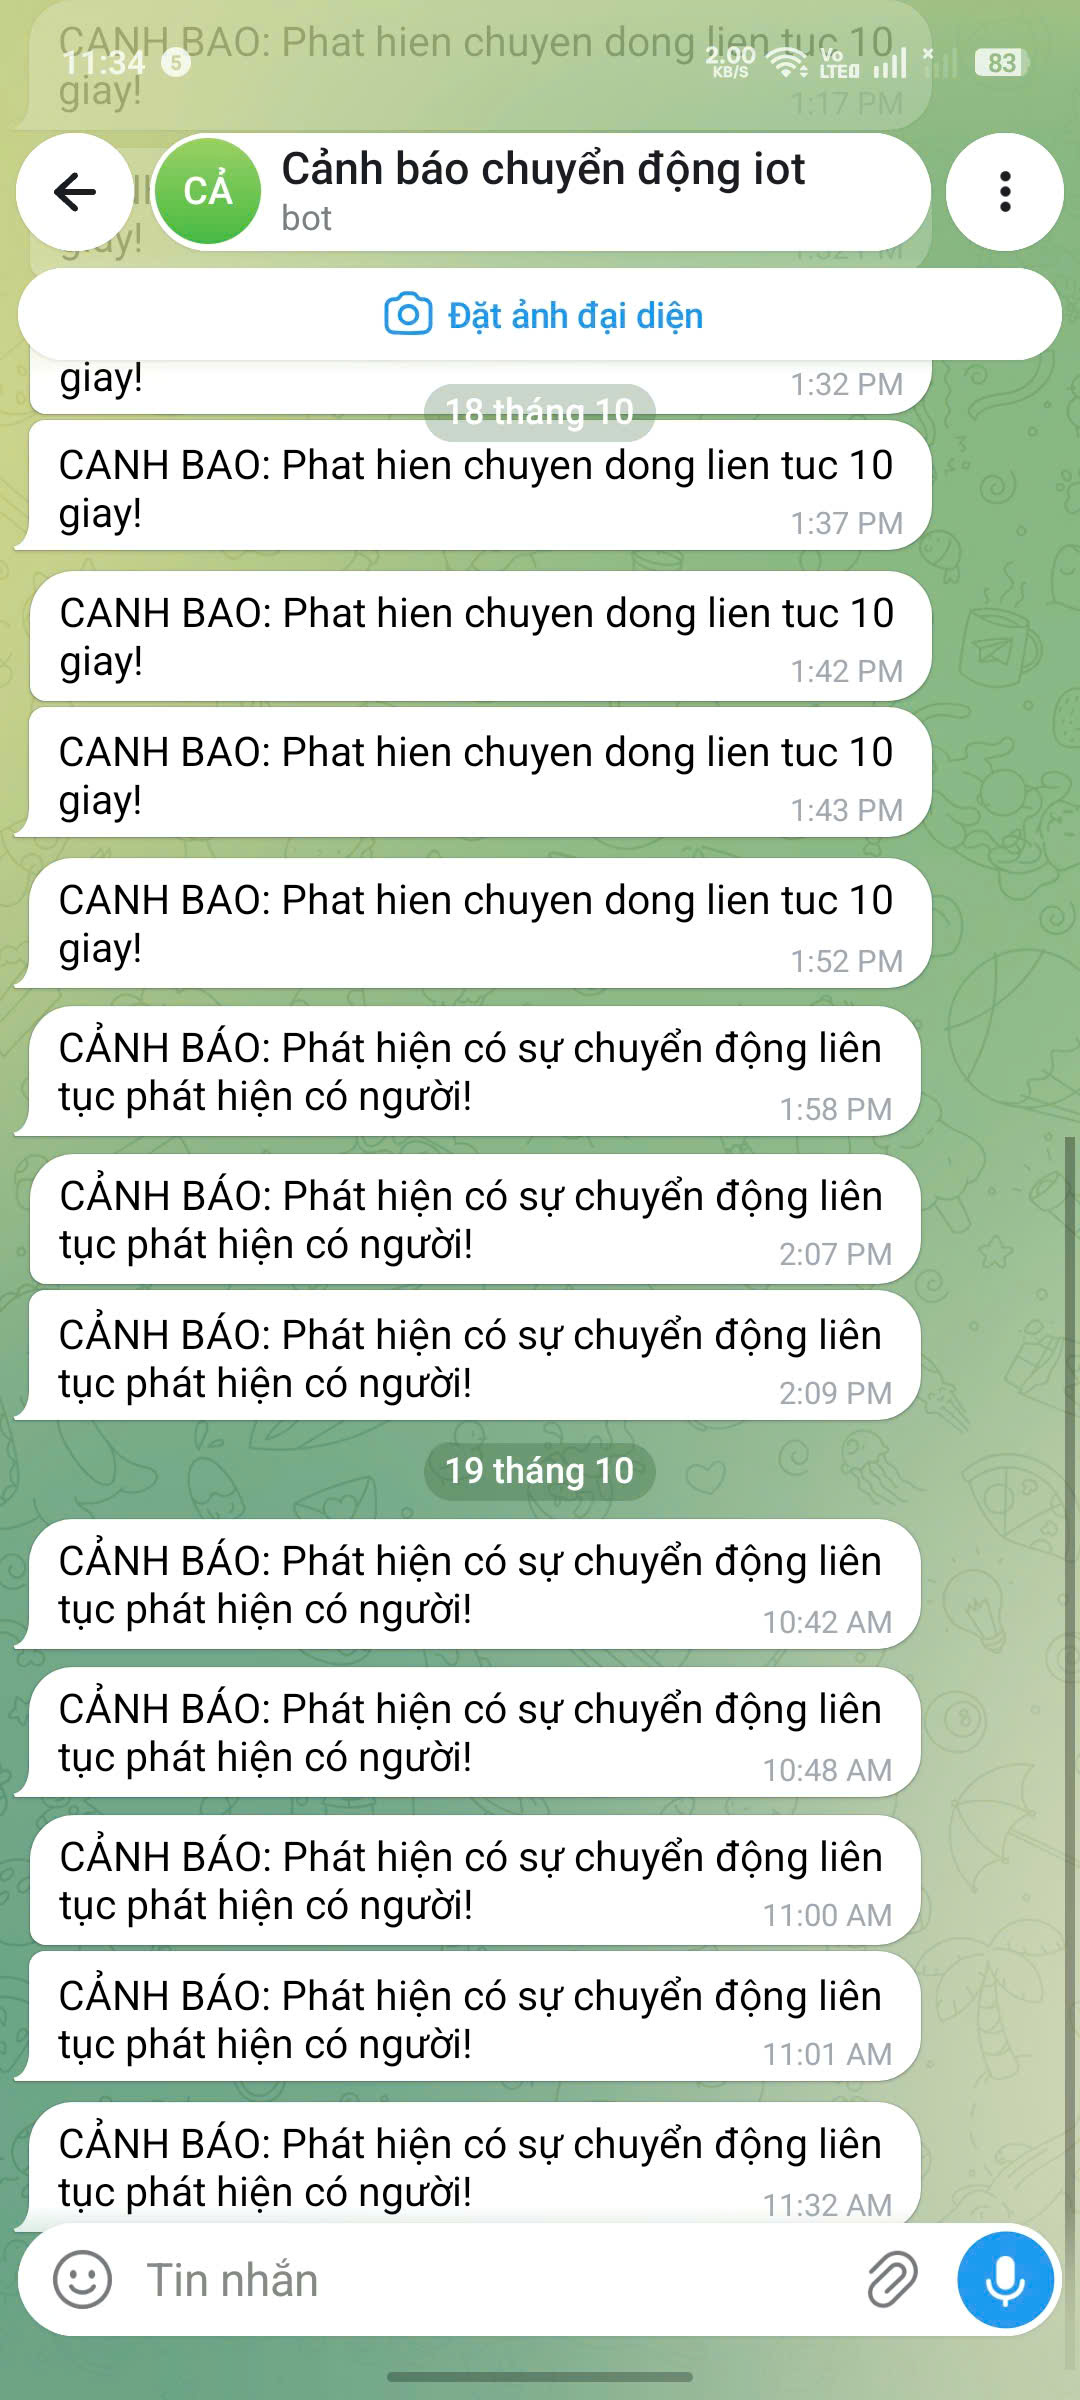 CANH BAO: Phat hien chuyen dong lien tuc 10
giay!
1:17 PM
11:34
5
2.00
KB/S
Vo
LTE
83
CẢ
Cảnh báo chuyển động iot
bot
Đặt ảnh đại diện
giay!
1:32 PM
18 tháng 10
CANH BAO: Phat hien chuyen dong lien tuc 10
giay!
1:37 PM
CANH BAO: Phat hien chuyen dong lien tuc 10
giay!
1:42 PM
CANH BAO: Phat hien chuyen dong lien tuc 10
giay!
1:43 PM
CANH BAO: Phat hien chuyen dong lien tuc 10
giay!
1:52 PM
CẢNH BÁO: Phát hiện có sự chuyển động liên
tục phát hiện có người!
1:58 PM
CẢNH BÁO: Phát hiện có sự chuyển động liên
tục phát hiện có người!
2:07 PM
CẢNH BÁO: Phát hiện có sự chuyển động liên
tục phát hiện có người!
2:09 PM
19 tháng 10
CẢNH BÁO: Phát hiện có sự chuyển động liên
tục phát hiện có người!
10:42 AM
CẢNH BÁO: Phát hiện có sự chuyển động liên
tục phát hiện có người!
10:48 AM
CẢNH BÁO: Phát hiện có sự chuyển động liên
tục phát hiện có người!
11:00 AM
CẢNH BÁO: Phát hiện có sự chuyển động liên
tục phát hiện có người!
11:01 AM
CẢNH BÁO: Phát hiện có sự chuyển động liên
tục phát hiện có người!
11:32 AM
Tin nhắn